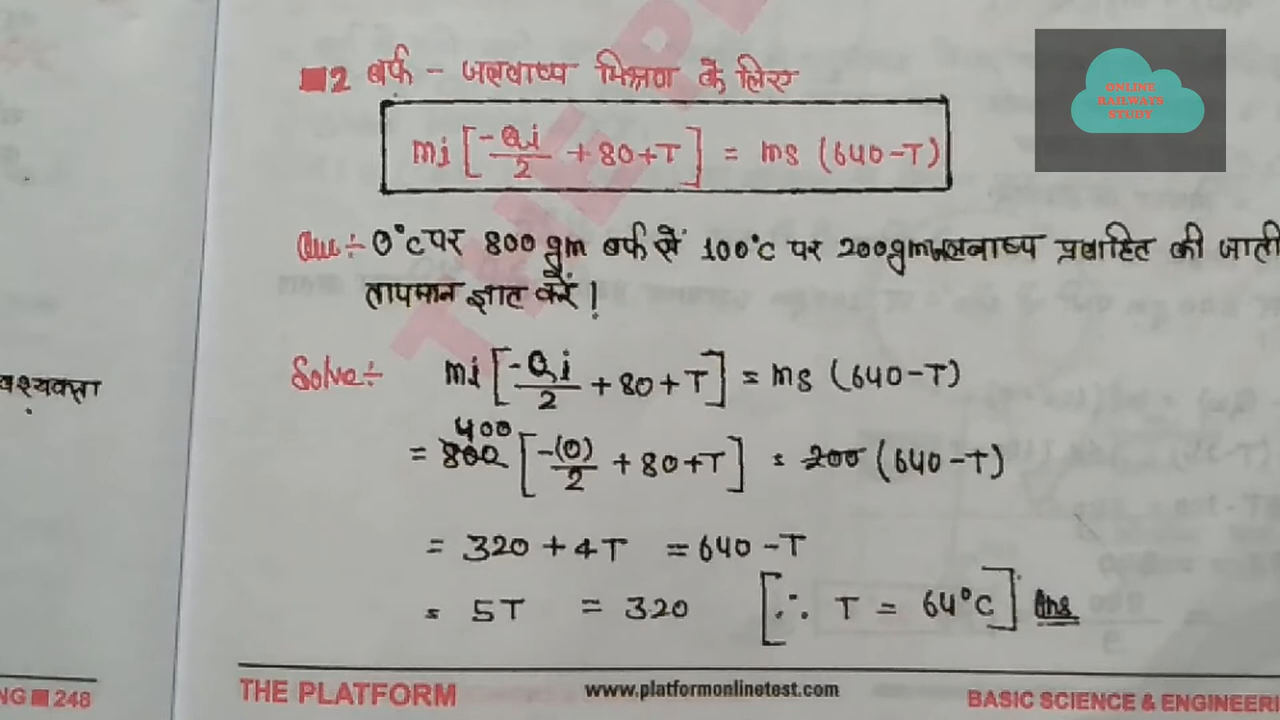 2 बर्फ - जलवाष्प मिश्रण के लिए
mi [-Qi/2 + 80+T] = ms (640-T)
Que ÷ 0°c पर 800 gm बर्फ में 100°c पर 200gm जलवाष्प प्रवाहित की जाती
तापमान ज्ञात करें !
Solve ÷ mi [-Qi/2 + 80+T] = ms (640-T)
400
= 800 [-(0)/2 + 80+T] = 200 (640-T)
= 320 + 4T = 640 -T
= 5T = 320 [∴ T = 64°C] Ans
वश्यकता
NG ■ 248
THE PLATFORM
www.platformonlinetest.com
BASIC SCIENCE & ENGINEERI
ONLINE
RAILWAYS
STUDY